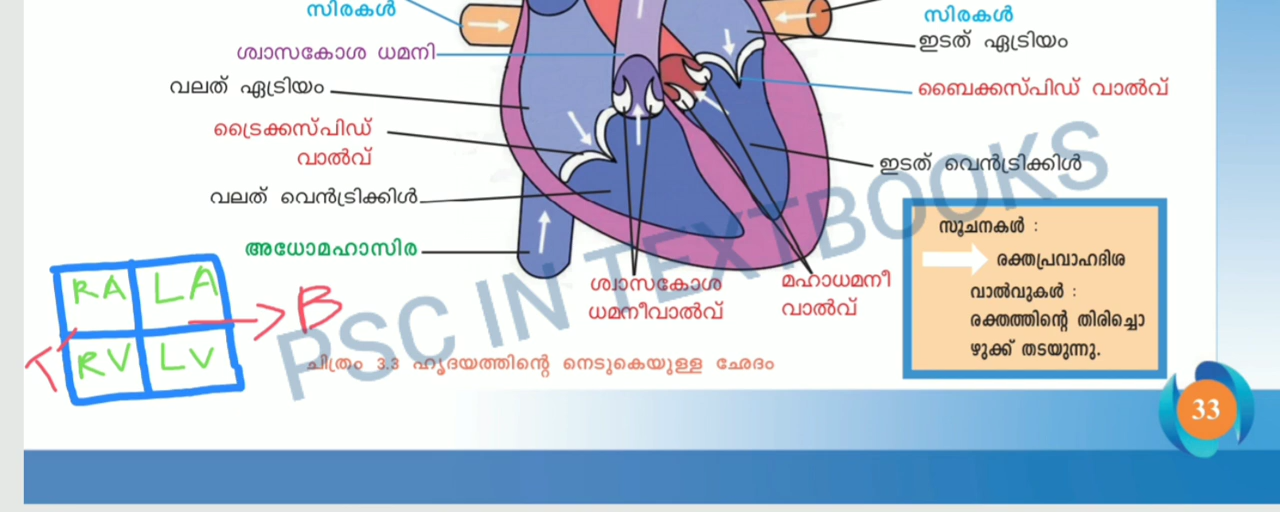 സിരകൾ
സിരകൾ
ഇടത് ഏട്രിയം
ശ്വാസകോശ ധമനി
വലത് ഏട്രിയം
ബൈക്കസ്പിഡ് വാൽവ്
ട്രൈക്കസ്പിഡ്
വാൽവ്
ഇടത് വെൻട്രിക്കിൾ
വലത് വെൻട്രിക്കിൾ
അധോമഹാസിര
ശ്വാസകോശ
ധമനീവാൽവ്
മഹാധമനീ
വാൽവ്
സൂചനകൾ :
രക്തപ്രവാഹദിശ
വാൽവുകൾ :
രക്തത്തിന്റെ തിരിച്ചൊ
ഴുക്ക് തടയുന്നു.
RA LA
B
T
RV LV
ചിത്രം 3.3 ഹൃദയത്തിന്റെ നെടുകെയുള്ള ഛേദം
33
PSC IN TEXTBOOKS